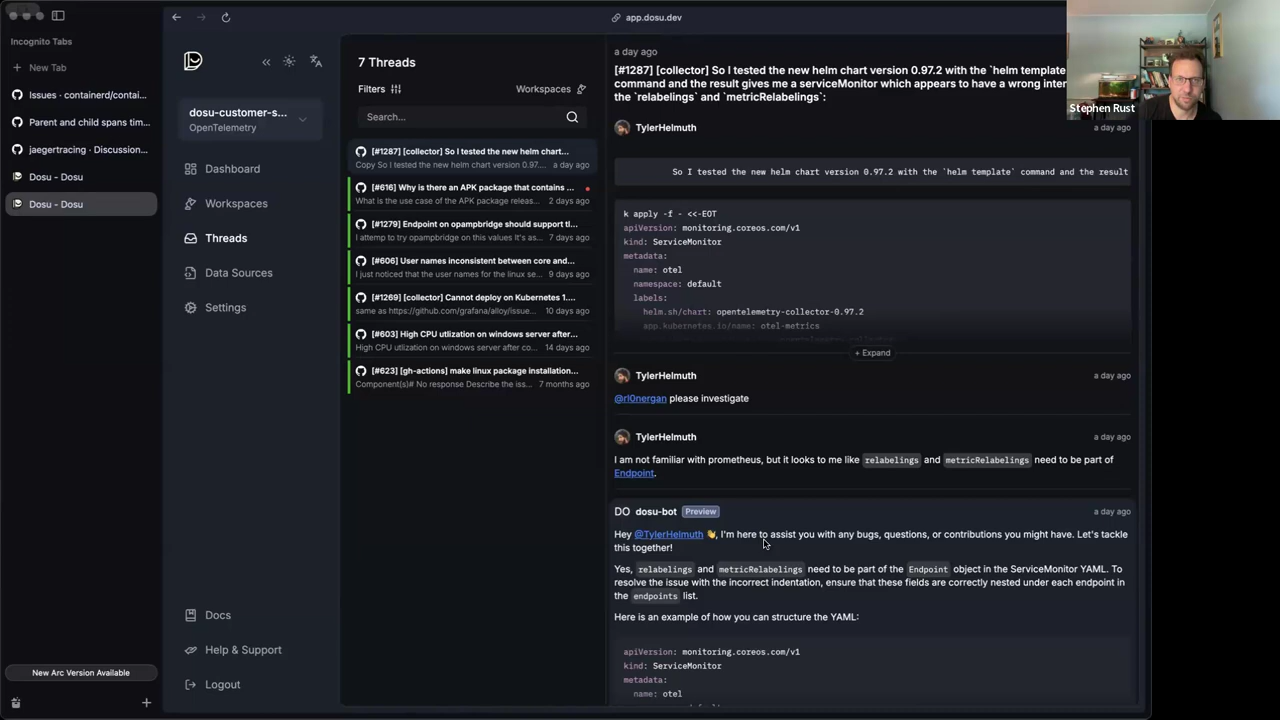 app.dosu.dev
Stephen Rust
Incognito Tabs
New Tab
Issues · containerd/contai...
Parent and child spans tim...
jaegertracing · Discussion...
Dosu - Dosu
Dosu - Dosu
New Arc Version Available
dosu-customer-s...
OpenTelemetry
Dashboard
Workspaces
Threads
Data Sources
Settings
Docs
Help & Support
Logout
7 Threads
Filters
Workspaces
Search...
[#1287] [collector] So I tested the new helm chart...
Copy So I tested the new helm chart version 0.97.... a day ago
[#616] Why is there an APK package that contains ...
What is the use case of the APK package releas... 2 days ago
[#1279] Endpoint on opampbridge should support tl...
I attemp to try opampbridge on this values It's as... 7 days ago
[#606] User names inconsistent between core and...
I just noticed that the user names for the linux se... 9 days ago
[#1269] [collector] Cannot deploy on Kubernetes 1....
same as https://github.com/grafana/alloy/issue... 10 days ago
[#603] High CPU utlization on windows server after...
High CPU utlization on windows server after co... 14 days ago
[#623] [gh-actions] make linux package installation...
Component(s)# No response Describe the iss... 7 months ago
a day ago
[#1287] [collector] So I tested the new helm chart version 0.97.2 with the `helm template`
command and the result gives me a serviceMonitor which appears to have a wrong inter
the `relabelings` and `metricRelabelings`:
TylerHelmuth a day ago
So I tested the new helm chart version 0.97.2 with the `helm template` command and the result
k apply -f - <<-EOT
apiVersion: monitoring.coreos.com/v1
kind: ServiceMonitor
metadata:
name: otel
namespace: default
labels:
helm.sh/chart: opentelemetry-collector-0.97.2
app.kubernetes.io/name: otel-metrics
+ Expand
TylerHelmuth a day ago
@rl0nergan please investigate
TylerHelmuth a day ago
I am not familiar with prometheus, but it looks to me like relabelings and metricRelabelings need to be part of
Endpoint.
DO dosu-bot Preview a day ago
Hey @TylerHelmuth 👋, I'm here to assist you with any bugs, questions, or contributions you might have. Let's tackle
this together!
Yes, relabelings and metricRelabelings need to be part of the Endpoint object in the ServiceMonitor YAML. To
resolve the issue with the incorrect indentation, ensure that these fields are correctly nested under each endpoint in
the endpoints list.
Here is an example of how you can structure the YAML:
apiVersion: monitoring.coreos.com/v1
kind: ServiceMonitor
metadata:
name: otel